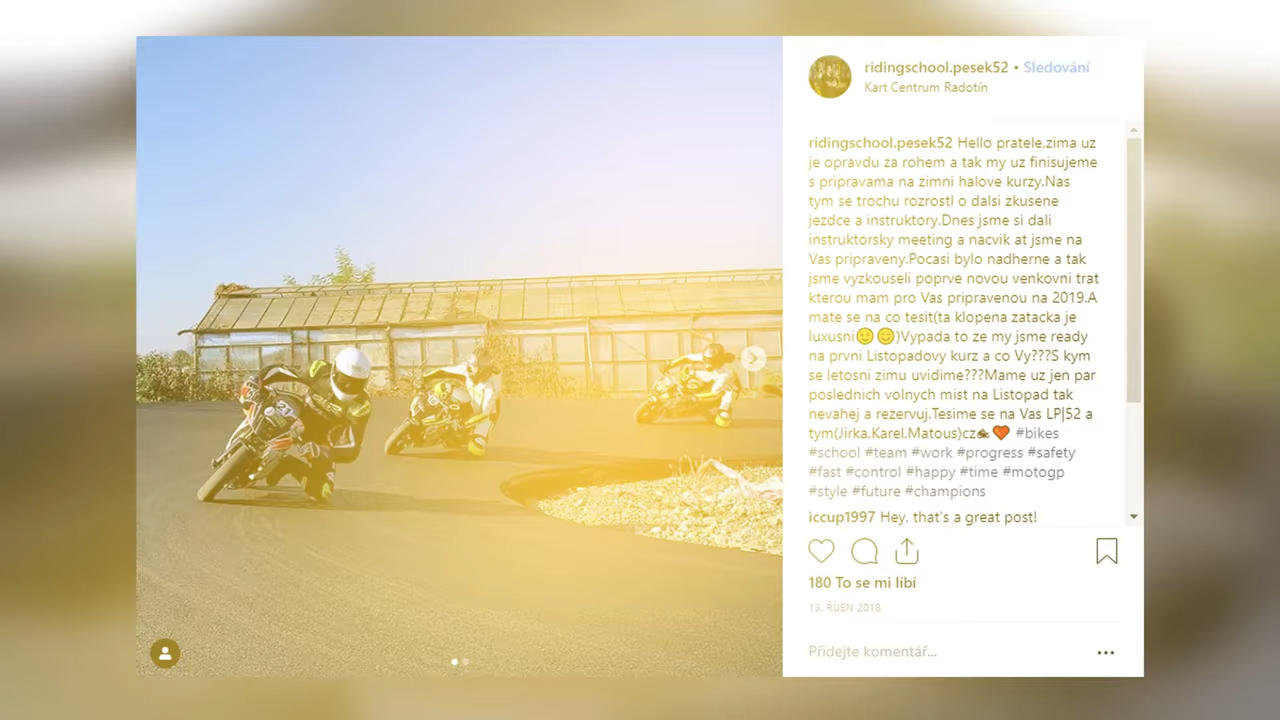 ridingschool.pesek52 • Sledování
Kart Centrum Radotín
ridingschool.pesek52 Hello pratele,zima uz
je opravdu za rohem a tak my uz finisujeme
s pripravama na zimni halove kurzy.Nas
tym se trochu rozrostl o dalsi zkusene
jezdce a instruktory.Dnes jsme si dali
instruktorsky meeting a nacvik at jsme na
Vas pripraveny.Pocasi bylo nadherne a tak
jsme vyzkouseli poprve novou venkovni trat
kterou mam pro Vas pripravenou na 2019.A
mate se na co tesit(ta klopena zatacka je
luxusni😉😊)Vypada to ze my jsme ready
na prvni Listopadovy kurz a co Vy???S kym
se letosni zimu uvidime???Mame uz jen par
poslednich volnych mist na Listopad tak
nevahej a rezervuj.Tesime se na Vas LP|52 a
tym(Jirka,Karel,Matous)cz🏍❤ #bikes
#school #team #work #progress #safety
#fast #control #happy #time #motogp
#style #future #champions
iccup1997 Hey, that's a great post!
180 To se mi líbí
13. ŘÍJEN 2018
Přidejte komentář...